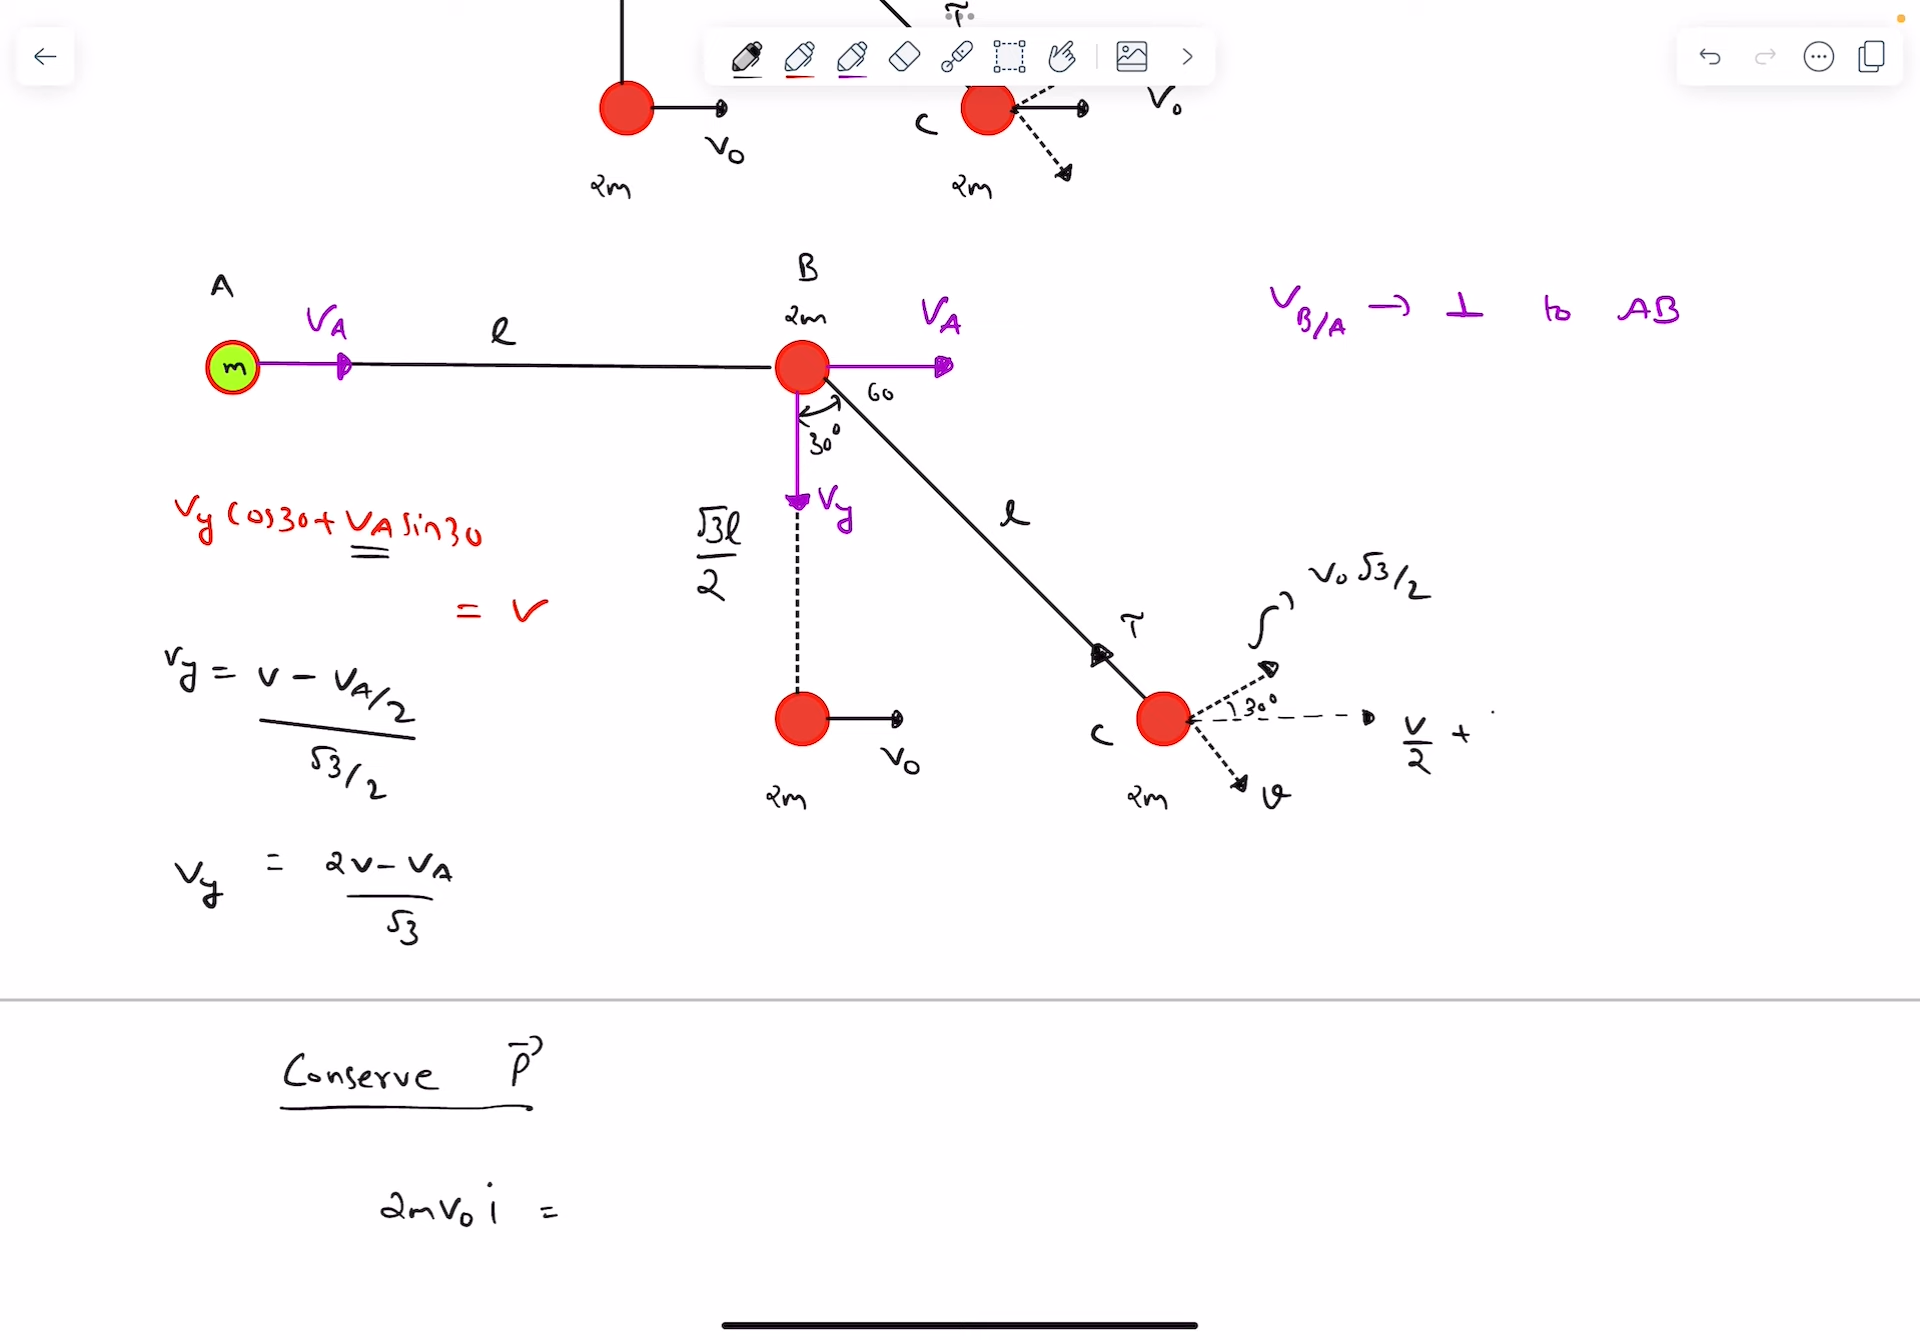 T
V₀
C
V₀
2m
2m
A
B
V_A
l
2m
V_A
V_B/A → ⊥ to AB
m
60
30°
V_y cos30 + V_A sin30
V_y
√3l/2
l
= V
V₀ √3/2
T
V_y = (V - V_A/2)/(√3/2)
30°
V/2 +
C
V₀
2m
2m
v
V_y = (2V - V_A)/√3
Conserve p⃗
2mV₀ i =